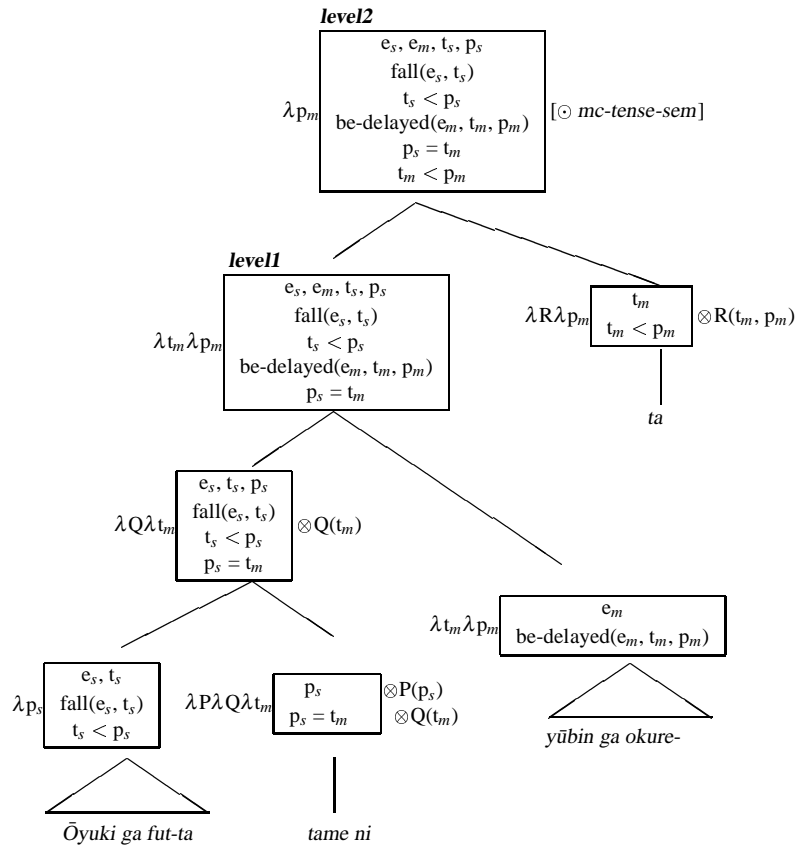 level2
e_s, e_m, t_s, p_s
fall(e_s, t_s)
t_s < p_s
λp_m be-delayed(e_m, t_m, p_m) [⊙ mc-tense-sem]
p_s = t_m
t_m < p_m
level1
e_s, e_m, t_s, p_s
fall(e_s, t_s)
t_s < p_s
λt_mλp_m
be-delayed(e_m, t_m, p_m)
p_s = t_m
t_m
λRλp_m t_m < p_m ⊗R(t_m, p_m)
ta
e_s, t_s, p_s
fall(e_s, t_s)
λQλt_m ⊗Q(t_m)
t_s < p_s
p_s = t_m
e_m
λt_mλp_m
be-delayed(e_m, t_m, p_m)
yūbin ga okure-
e_s, t_s
λp_s fall(e_s, t_s)
t_s < p_s
Ōyuki ga fut-ta
p_s ⊗P(p_s)
λPλQλt_m
p_s = t_m ⊗Q(t_m)
tame ni